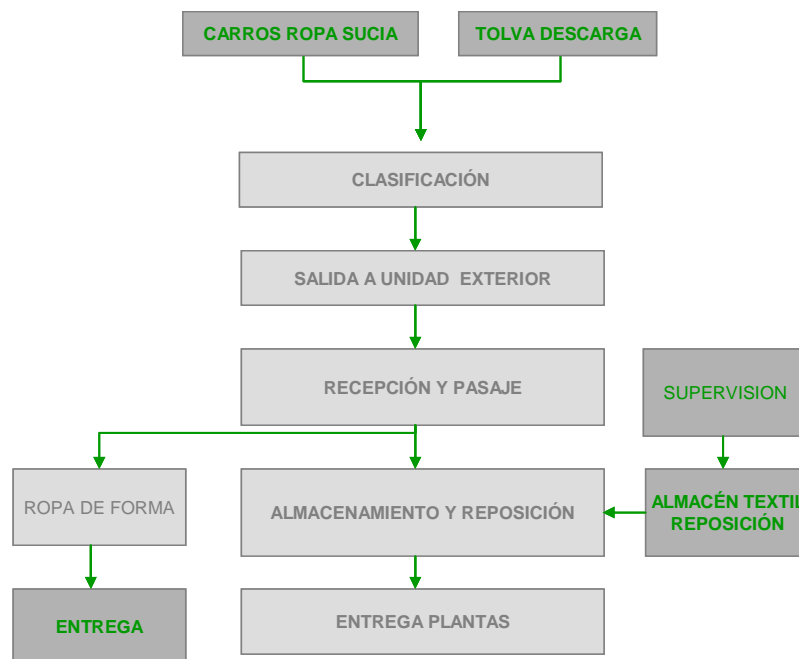 CARROS ROPA SUCIA
TOLVA DESCARGA
CLASIFICACIÓN
SALIDA A UNIDAD EXTERIOR
RECEPCIÓN Y PASAJE
SUPERVISION
ROPA DE FORMA
ALMACENAMIENTO Y REPOSICIÓN
ALMACÉN TEXTIL
REPOSICIÓN
ENTREGA
ENTREGA PLANTAS